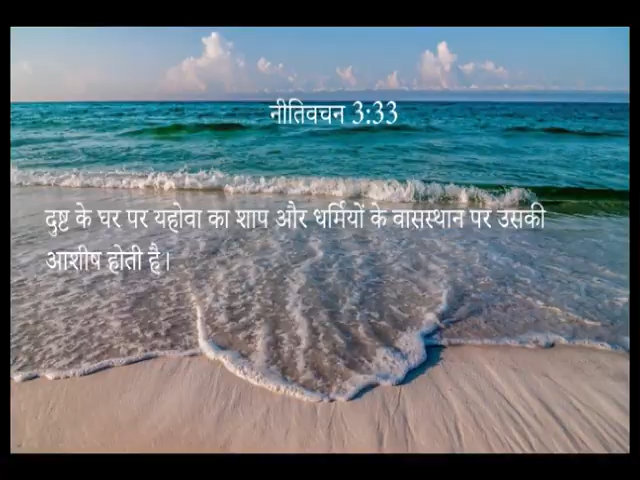 नीतिवचन 3:33
दुष्ट के घर पर यहोवा का शाप और धर्मियों के वासस्थान पर उसकी
आशीष होती है।